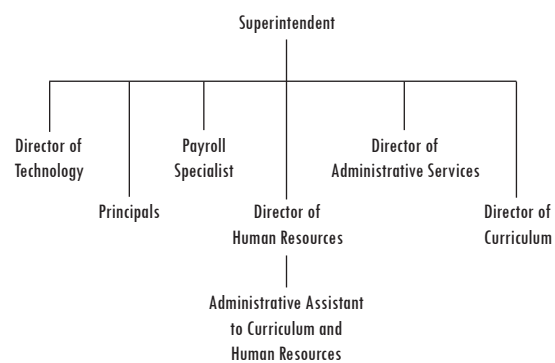 Superintendent
Director of
Technology
Payroll
Specialist
Director of
Administrative Services
Principals
Director of
Human Resources
Director of
Curriculum
Administrative Assistant
to Curriculum and
Human Resources